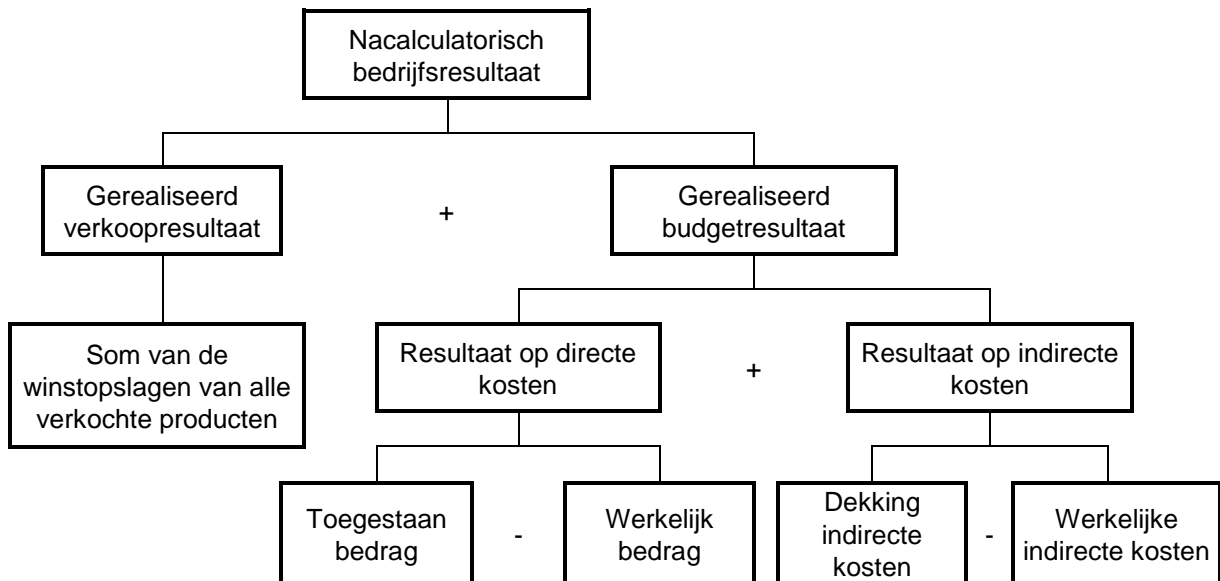 Nacalculatorisch
bedrijfsresultaat
Gerealiseerd
verkoopresultaat
+
Gerealiseerd
budgetresultaat
Som van de
winstopslagen van alle
verkochte producten
Resultaat op directe
kosten
+
Resultaat op indirecte
kosten
Toegestaan
bedrag
-
Werkelijk
bedrag
Dekking
indirecte
kosten
-
Werkelijke
indirecte kosten